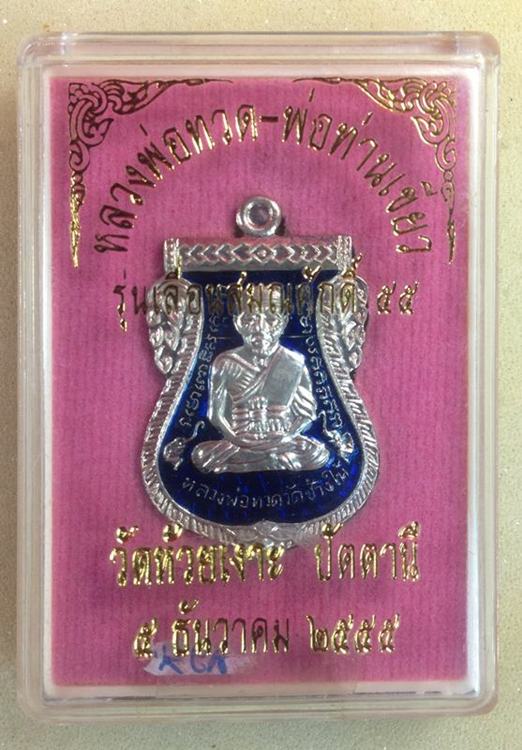 หลวงพ่อทวด-พ่อท่านเขียว
รุ่นเลื่อนสมณศักดิ์ ๕๕
หลวงพ่อทวดวัดช้างให้
วัดห้วยเงาะ ปัตตานี
๕ ธันวาคม ๒๕๕๕